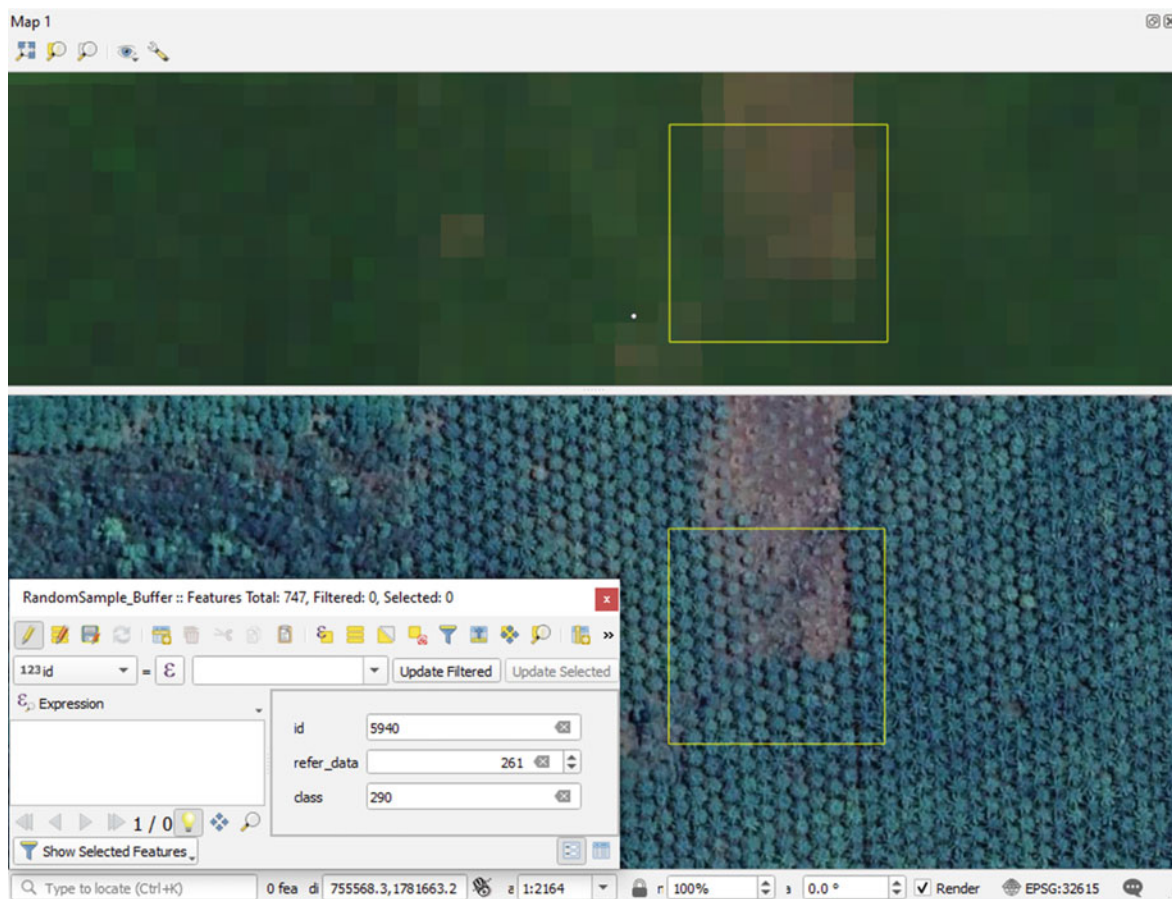 Map 1
RandomSample_Buffer :: Features Total: 747, Filtered: 0, Selected: 0
123 id = ε Update Filtered Update Selected
ε Expression
id 5940
refer_data 261
class 290
1 / 0
Show Selected Features
Type to locate (Ctrl+K) 0 fea di 755568.3,1781663.2 1:2164 r 100% 0.0 ° Render EPSG:32615